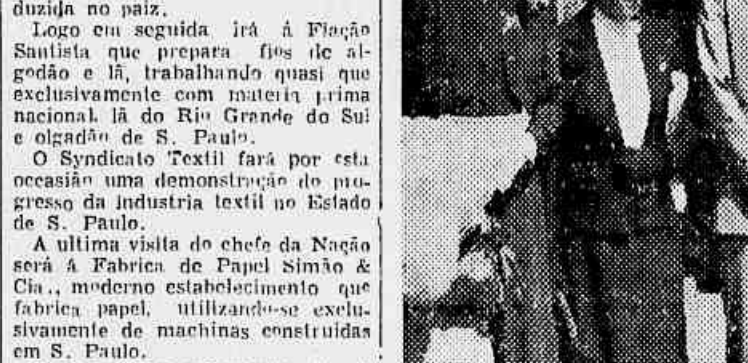 duzida no paiz.
Logo em seguida irá á Fiação
Santista que prepara fios de al-
godão e lã, trabalhando quasi que
exclusivamente com materia prima
nacional, lã do Rio Grande do Sul
e olgadão de S. Paulo.
O Syndicato Textil fará por esta
occasião uma demonstração do pro-
gresso da industria textil no Estado
de S. Paulo.
A ultima visita do chefe da Nação
será á Fabrica de Papel Simão &
Cia., moderno estabelecimento que
fabrica papel, utilizando-se exclu-
sivamente de machinas construidas
em S. Paulo.